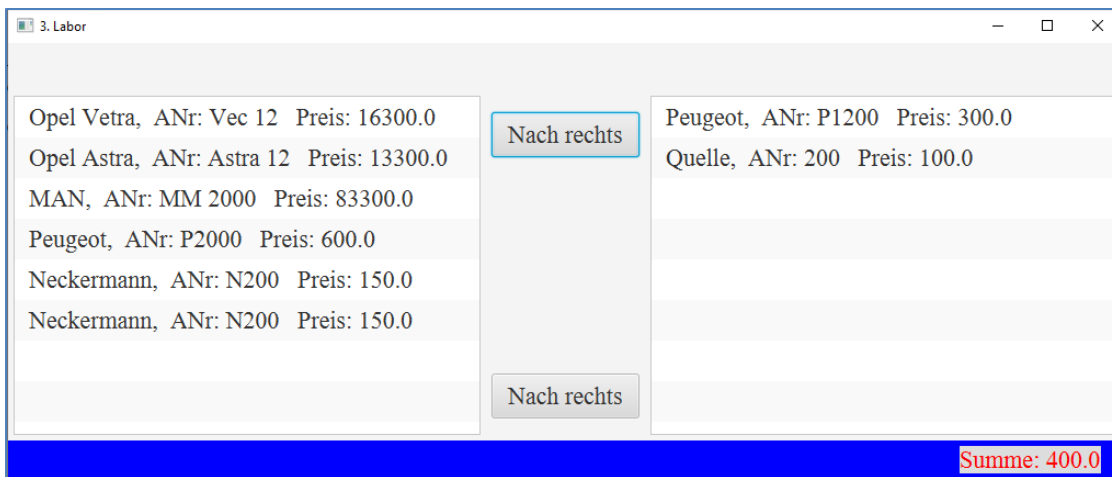 3. Labor
Opel Vetra,  ANr: Vec 12   Preis: 16300.0
Opel Astra,  ANr: Astra 12   Preis: 13300.0
MAN,  ANr: MM 2000   Preis: 83300.0
Peugeot,  ANr: P2000   Preis: 600.0
Neckermann,  ANr: N200   Preis: 150.0
Neckermann,  ANr: N200   Preis: 150.0
Nach rechts
Nach rechts
Peugeot,  ANr: P1200   Preis: 300.0
Quelle,  ANr: 200   Preis: 100.0
Summe: 400.0